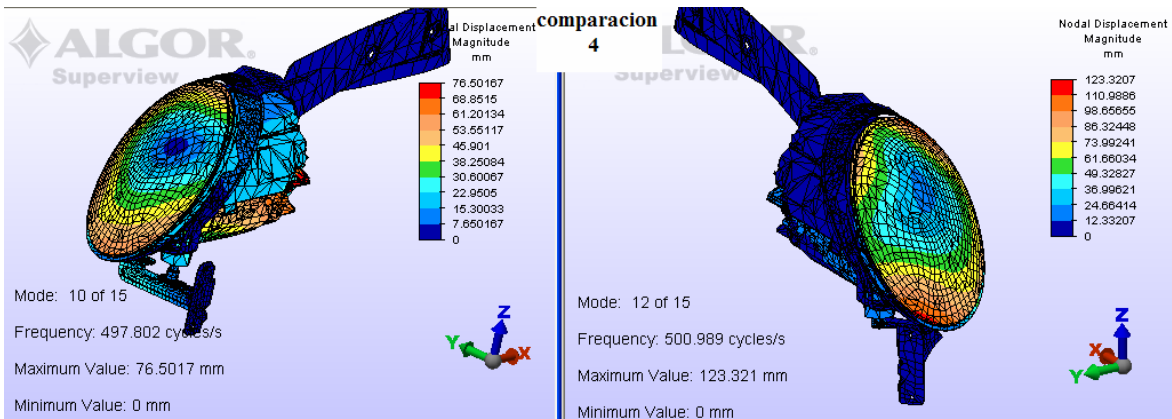 ALGOR®
Superview
dal Displacement
Magnitude
mm
76.50167
68.8515
61.20134
53.55117
45.901
38.25084
30.60067
22.9505
15.30033
7.650167
0
Mode: 10 of 15
Frequency: 497.802 cycles/s
Maximum Value: 76.5017 mm
Minimum Value: 0 mm
Z
Y
X
comparacion
4
LGOR®
Superview
Nodal Displacement
Magnitude
mm
123.3207
110.9886
98.65655
86.32448
73.99241
61.66034
49.32827
36.99621
24.66414
12.33207
0
Mode: 12 of 15
Frequency: 500.989 cycles/s
Maximum Value: 123.321 mm
Minimum Value: 0 mm
Z
X
Y